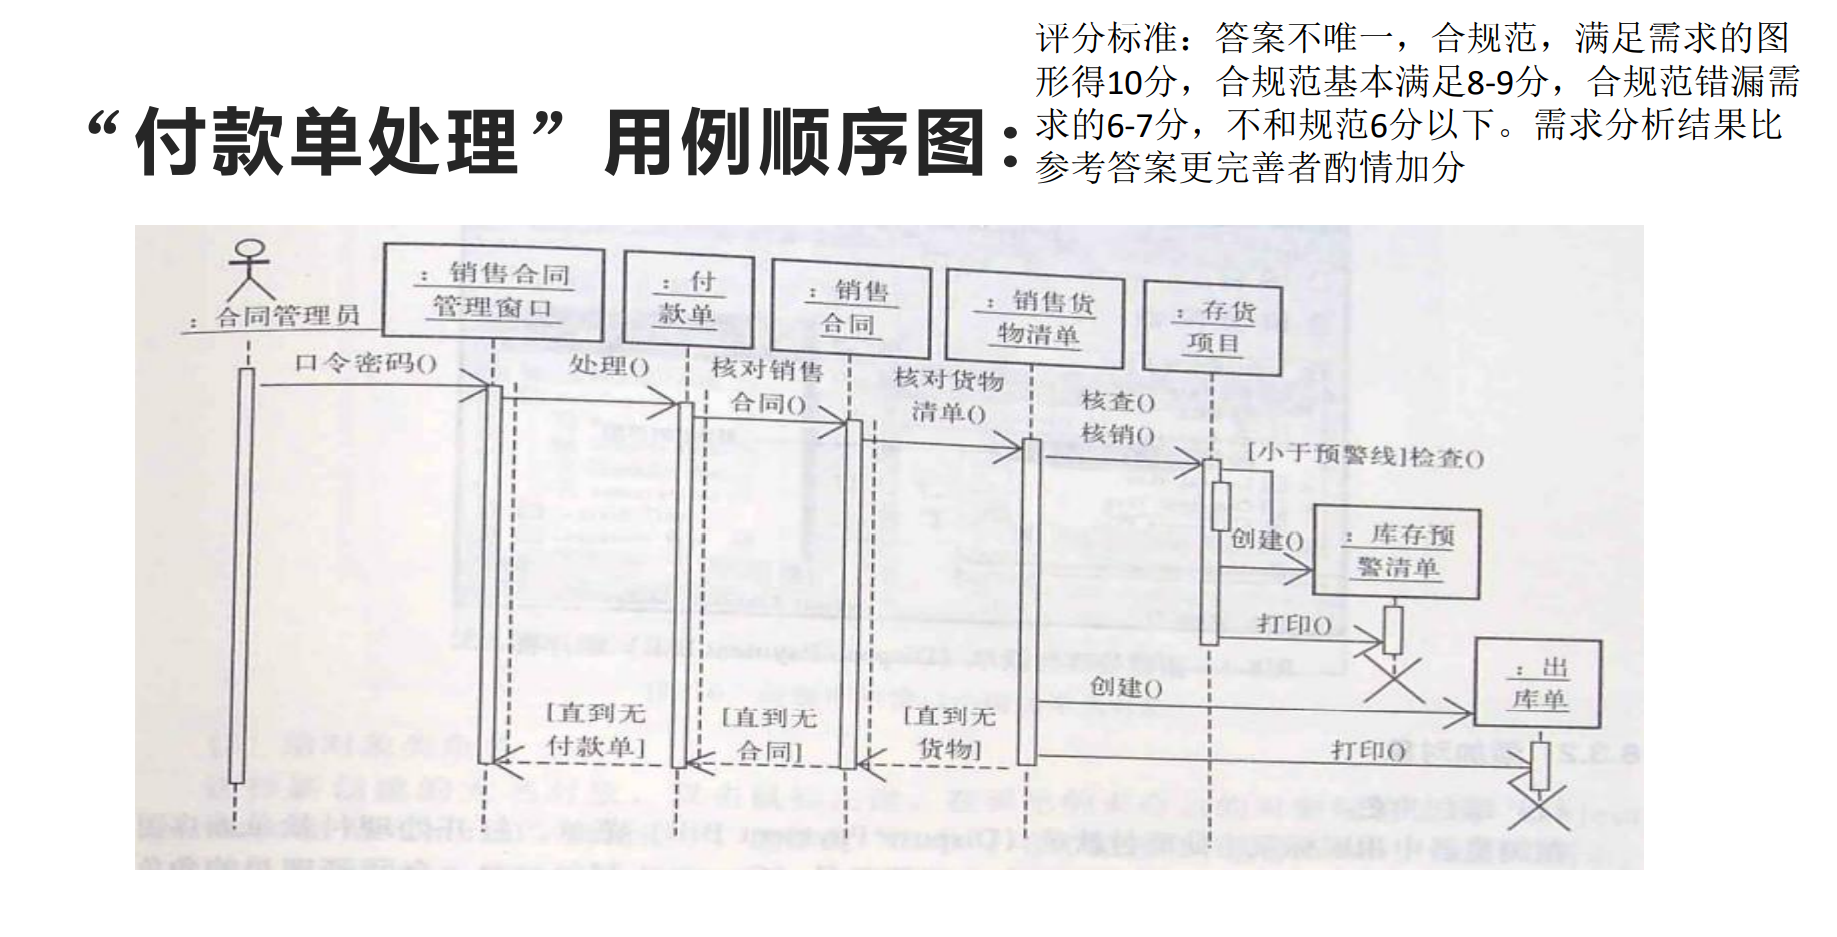 评分标准：答案不唯一，合规范，满足需求的图
形得10分，合规范基本满足8-9分，合规范错漏需
求的6-7分，不和规范6分以下。需求分析结果比
参考答案更完善者酌情加分
“付款单处理”用例顺序图：
：合同管理员
：销售合同
管理窗口
：付
款单
：销售
合同
：销售货
物清单
：存货
项目
口令密码()
处理()
核对销售
合同()
核对货物
清单()
核查()
核销()
[小于预警线]检查()
创建()
：库存预
警清单
打印()
创建()
：出
库单
[直到无
付款单]
[直到无
合同]
[直到无
货物]
打印()
8.3.2